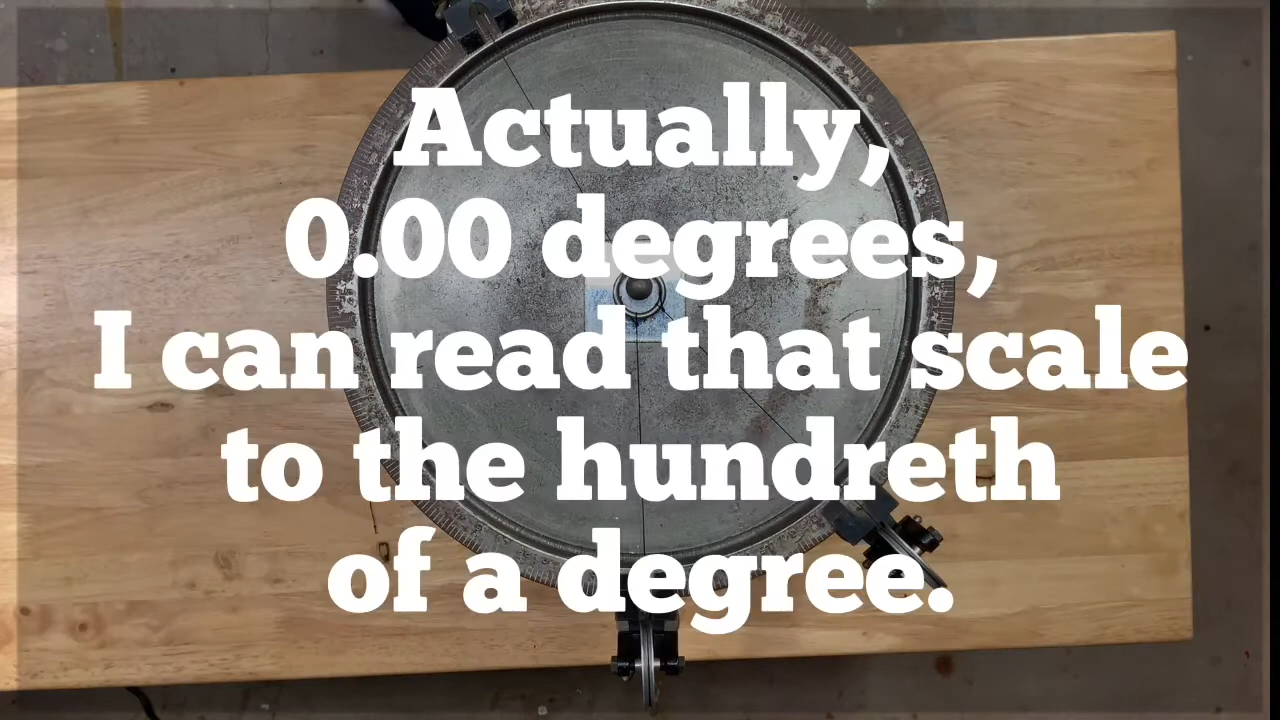 Actually,
0.00 degrees,
I can read that scale
to the hundreth
of a degree.